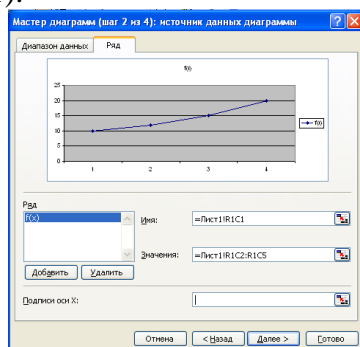 Мастер диаграмм (шаг 2 из 4): источник данных диаграммы
Диапазон данных Ряд
f(x)
25
20
15
10
5
0
1 2 3 4
f(x)
Ряд
f(x)
Имя: =Лист1!R1C1
Значения: =Лист1!R1C2:R1C5
Добавить Удалить
Подписи оси X:
Отмена < Назад Далее > Готово